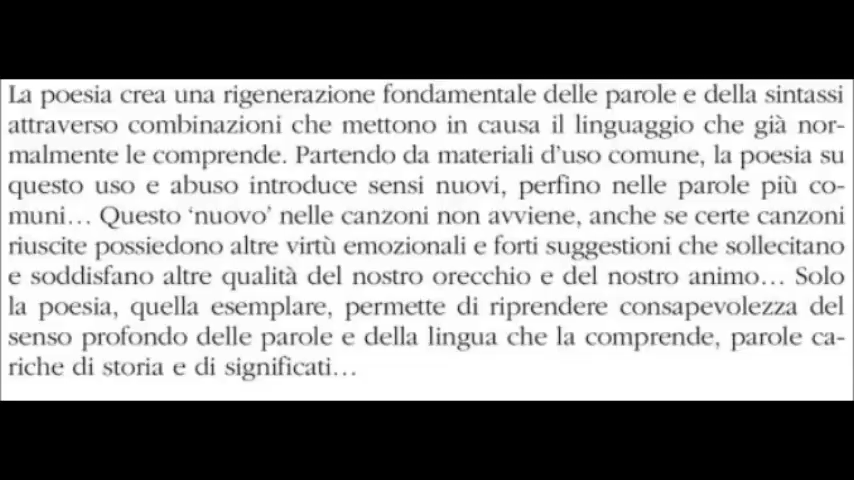 La poesia crea una rigenerazione fondamentale delle parole e della sintassi
attraverso combinazioni che mettono in causa il linguaggio che già nor-
malmente le comprende. Partendo da materiali d'uso comune, la poesia su
questo uso e abuso introduce sensi nuovi, perfino nelle parole più co-
muni… Questo 'nuovo' nelle canzoni non avviene, anche se certe canzoni
riuscite possiedono altre virtù emozionali e forti suggestioni che sollecitano
e soddisfano altre qualità del nostro orecchio e del nostro animo… Solo
la poesia, quella esemplare, permette di riprendere consapevolezza del
senso profondo delle parole e della lingua che la comprende, parole ca-
riche di storia e di significati…